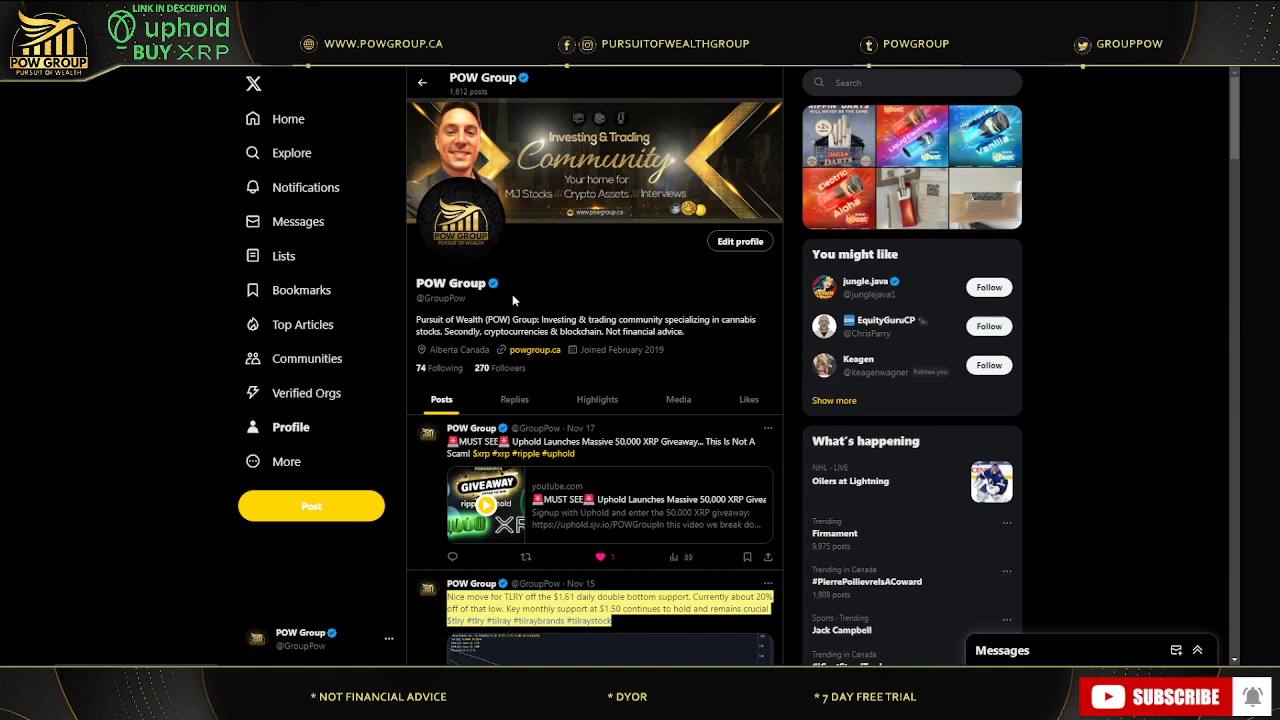 LINK IN DESCRIPTION
uphold
BUY XRP
POW GROUP
PURSUIT OF WEALTH
WWW.POWGROUP.CA
PURSUITOFWEALTHGROUP
POWGROUP
GROUPPOW
POW Group
1,612 posts
Search
Home
Explore
Notifications
Messages
Lists
Bookmarks
Top Articles
Communities
Verified Orgs
Profile
More
Post
POW Group
@GroupPow
Investing & Trading
Community
Your home for
MJ Stocks /// Crypto Assets /// Interviews
www.powgroup.ca
POW GROUP
PURSUIT OF WEALTH
Edit profile
POW Group
@GroupPow
Pursuit of Wealth (POW) Group: Investing & trading community specializing in cannabis
stocks. Secondly, cryptocurrencies & blockchain. Not financial advice.
Alberta Canada powgroup.ca Joined February 2019
74 Following 270 Followers
Posts Replies Highlights Media Likes
POW Group @GroupPow · Nov 17
🚨MUST SEE🚨 Uphold Launches Massive 50,000 XRP Giveaway... This Is Not A
Scam! $xrp #xrp #ripple #uphold
GIVEAWAY
youtube.com
🚨MUST SEE🚨 Uphold Launches Massive 50,000 XRP Givea
Signup with Uphold and enter the 50,000 XRP giveaway:
https://uphold.sjv.io/POWGroupIn this video we break do...
1 89
POW Group @GroupPow · Nov 15
Nice move for TLRY off the $1.61 daily double bottom support. Currently about 20%
off of that low. Key monthly support at $1.50 continues to hold and remains crucial
$tlry #tlry #tilray #tilraybrands #tilraystock
You might like
jungle.java
@junglejava1
Follow
EquityGuruCP
@ChrisParry
Follow
Keagen
@keagenwagner Follows you
Follow
Show more
What's happening
NHL · LIVE
Oilers at Lightning
Trending
Firmament
9,975 posts
Trending in Canada
#PierrePoilievreIsACoward
1,909 posts
Sports · Trending
Jack Campbell
Trending in Canada
Messages
* NOT FINANCIAL ADVICE
* DYOR
* 7 DAY FREE TRIAL
SUBSCRIBE